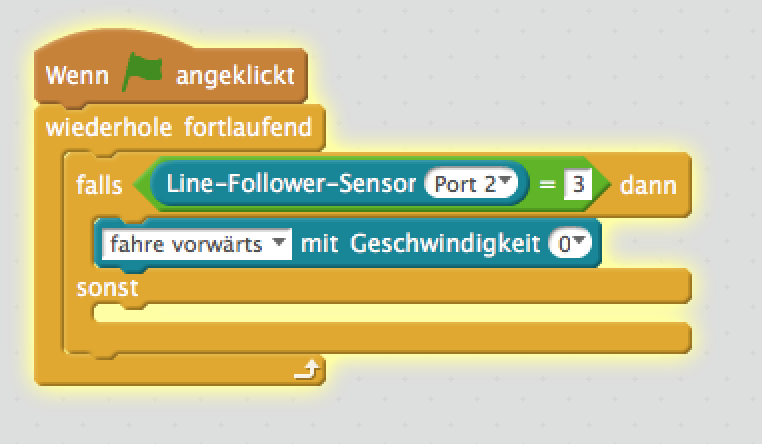 Wenn angeklickt
wiederhole fortlaufend
falls Line-Follower-Sensor Port 2 = 3 dann
fahre vorwärts mit Geschwindigkeit 0
sonst